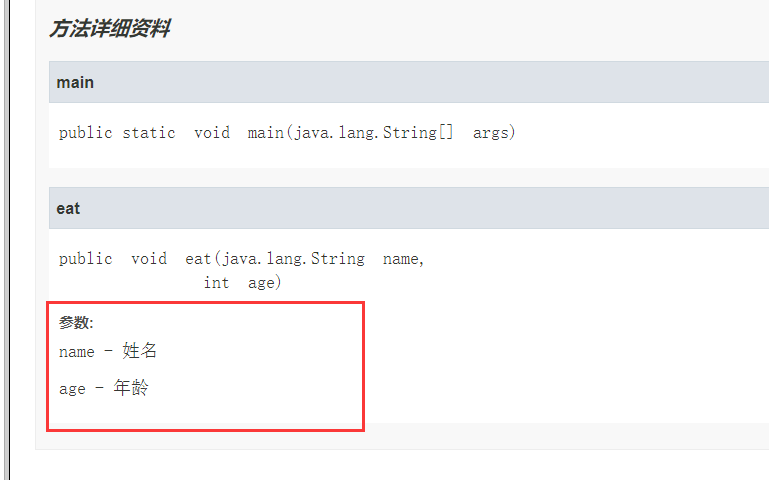 方法详细资料
main
public static void main(java.lang.String[] args)
eat
public void eat(java.lang.String name,
int age)
参数:
name - 姓名
age - 年龄